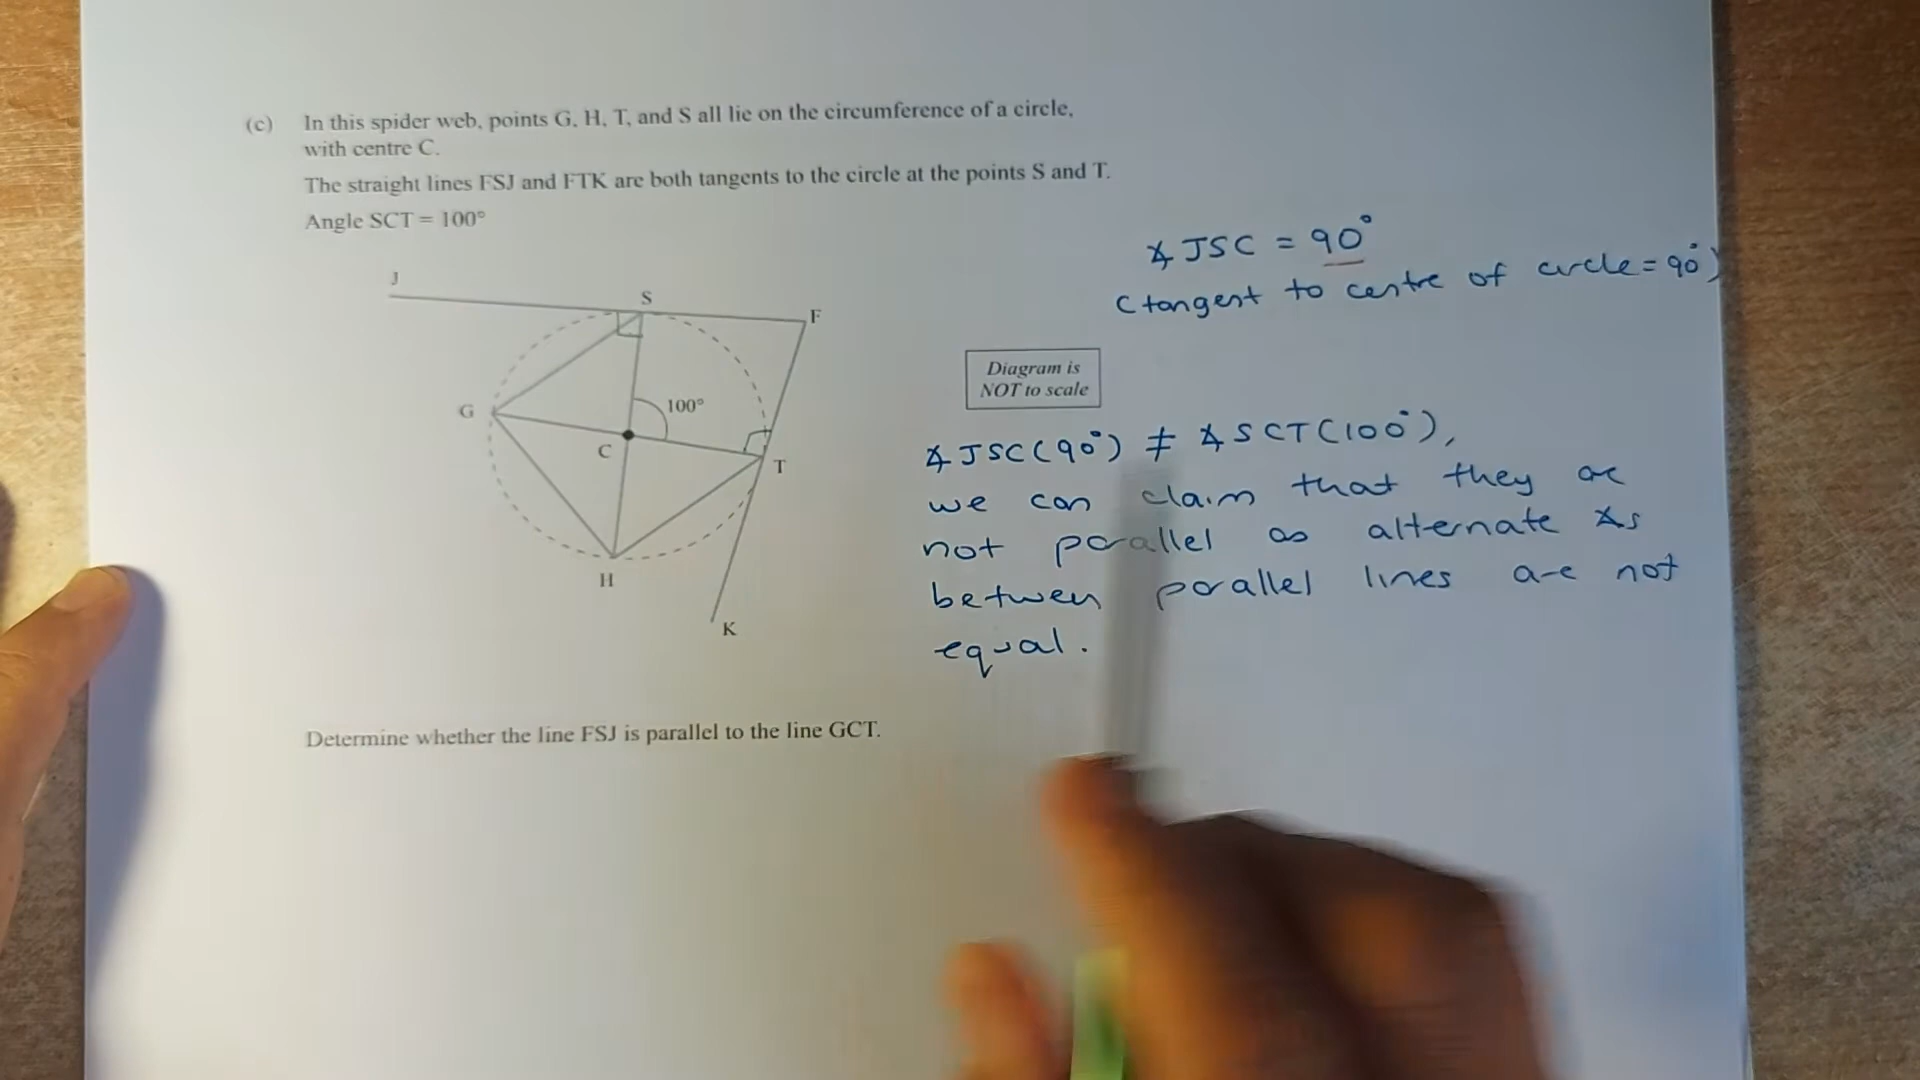 (c) In this spider web, points G, H, T, and S all lie on the circumference of a circle,
with centre C.
The straight lines FSJ and FTK are both tangents to the circle at the points S and T.
Angle SCT = 100°
J
S
F
G
100°
C
T
H
K
∡JSC = 90°
(tangent to centre of circle = 90°)
Diagram is
NOT to scale
∡JSC(90°) ≠ ∡SCT(100°),
we can claim that they are
not parallel as alternate ∡s
between parallel lines are not
equal.
Determine whether the line FSJ is parallel to the line GCT.